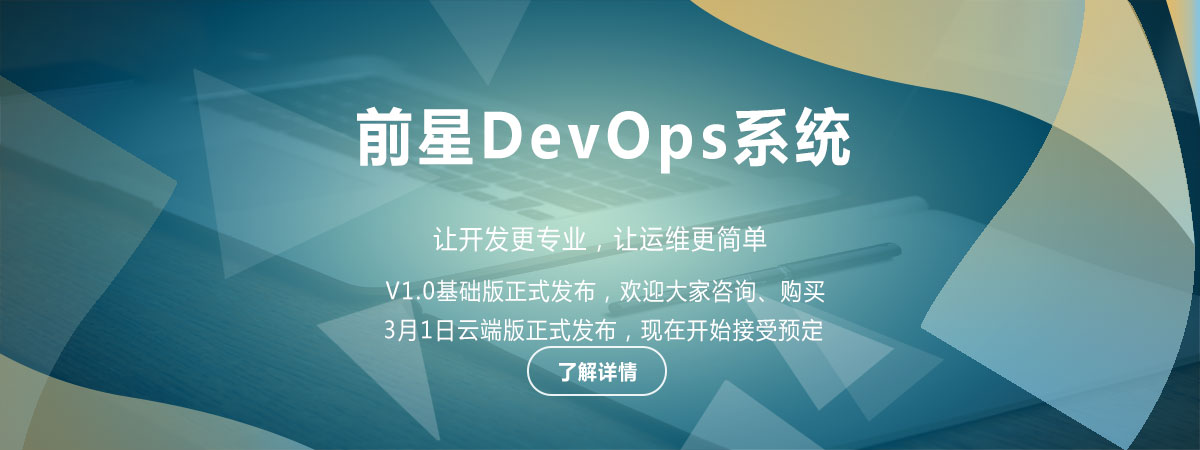 前星DevOps系统
让开发更专业，让运维更简单
V1.0基础版正式发布，欢迎大家咨询、购买
3月1日云端版正式发布，现在开始接受预定
了解详情